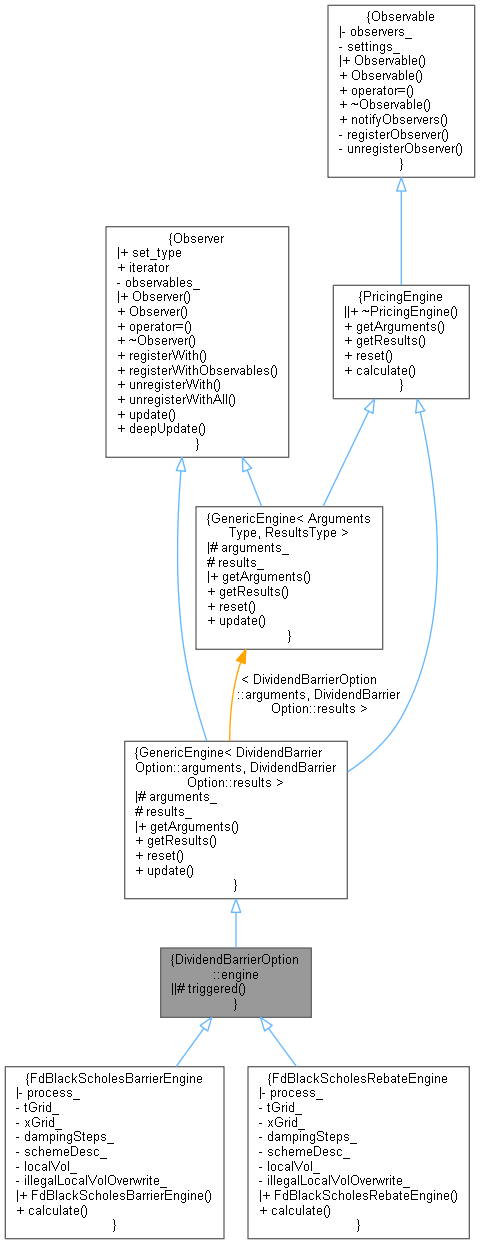 {Observable
|- observers_
- settings_
|+ Observable()
+ Observable()
+ operator=()
+ ~Observable()
+ notifyObservers()
- registerObserver()
- unregisterObserver()
}
{Observer
|+ set_type
+ iterator
- observables_
|+ Observer()
+ Observer()
+ operator=()
+ ~Observer()
+ registerWith()
+ registerWithObservables()
+ unregisterWith()
+ unregisterWithAll()
+ update()
+ deepUpdate()
}
{PricingEngine
||+ ~PricingEngine()
+ getArguments()
+ getResults()
+ reset()
+ calculate()
}
{GenericEngine< Arguments
Type, ResultsType >
|# arguments_
# results_
|+ getArguments()
+ getResults()
+ reset()
+ update()
}
< DividendBarrierOption
::arguments, DividendBarrier
Option::results >
{GenericEngine< DividendBarrier
Option::arguments, DividendBarrier
Option::results >
|# arguments_
# results_
|+ getArguments()
+ getResults()
+ reset()
+ update()
}
{DividendBarrierOption
::engine
||# triggered()
}
{FdBlackScholesBarrierEngine
|- process_
- tGrid_
- xGrid_
- dampingSteps_
- schemeDesc_
- localVol_
- illegalLocalVolOverwrite_
|+ FdBlackScholesBarrierEngine()
+ calculate()
}
{FdBlackScholesRebateEngine
|- process_
- tGrid_
- xGrid_
- dampingSteps_
- schemeDesc_
- localVol_
- illegalLocalVolOverwrite_
|+ FdBlackScholesRebateEngine()
+ calculate()
}